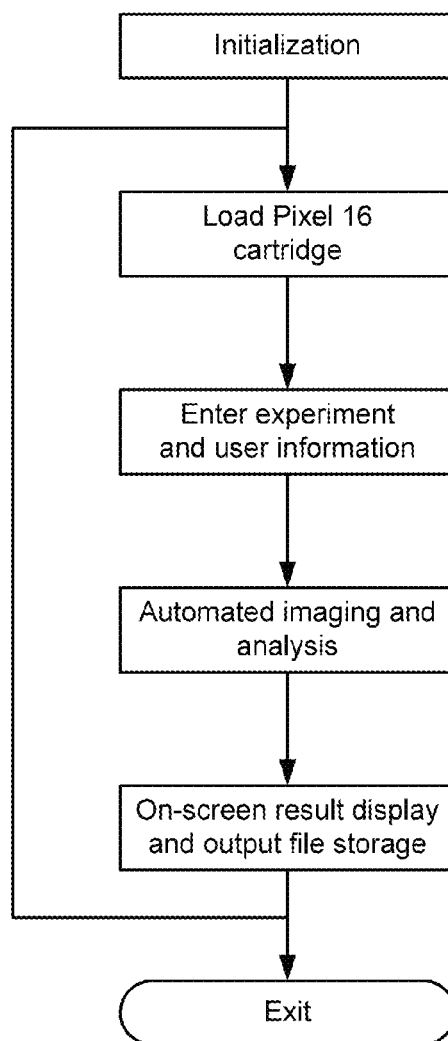 Initialization
Load Pixel 16
cartridge
Enter experiment
and user information
Automated imaging and
analysis
On-screen result display
and output file storage
Exit